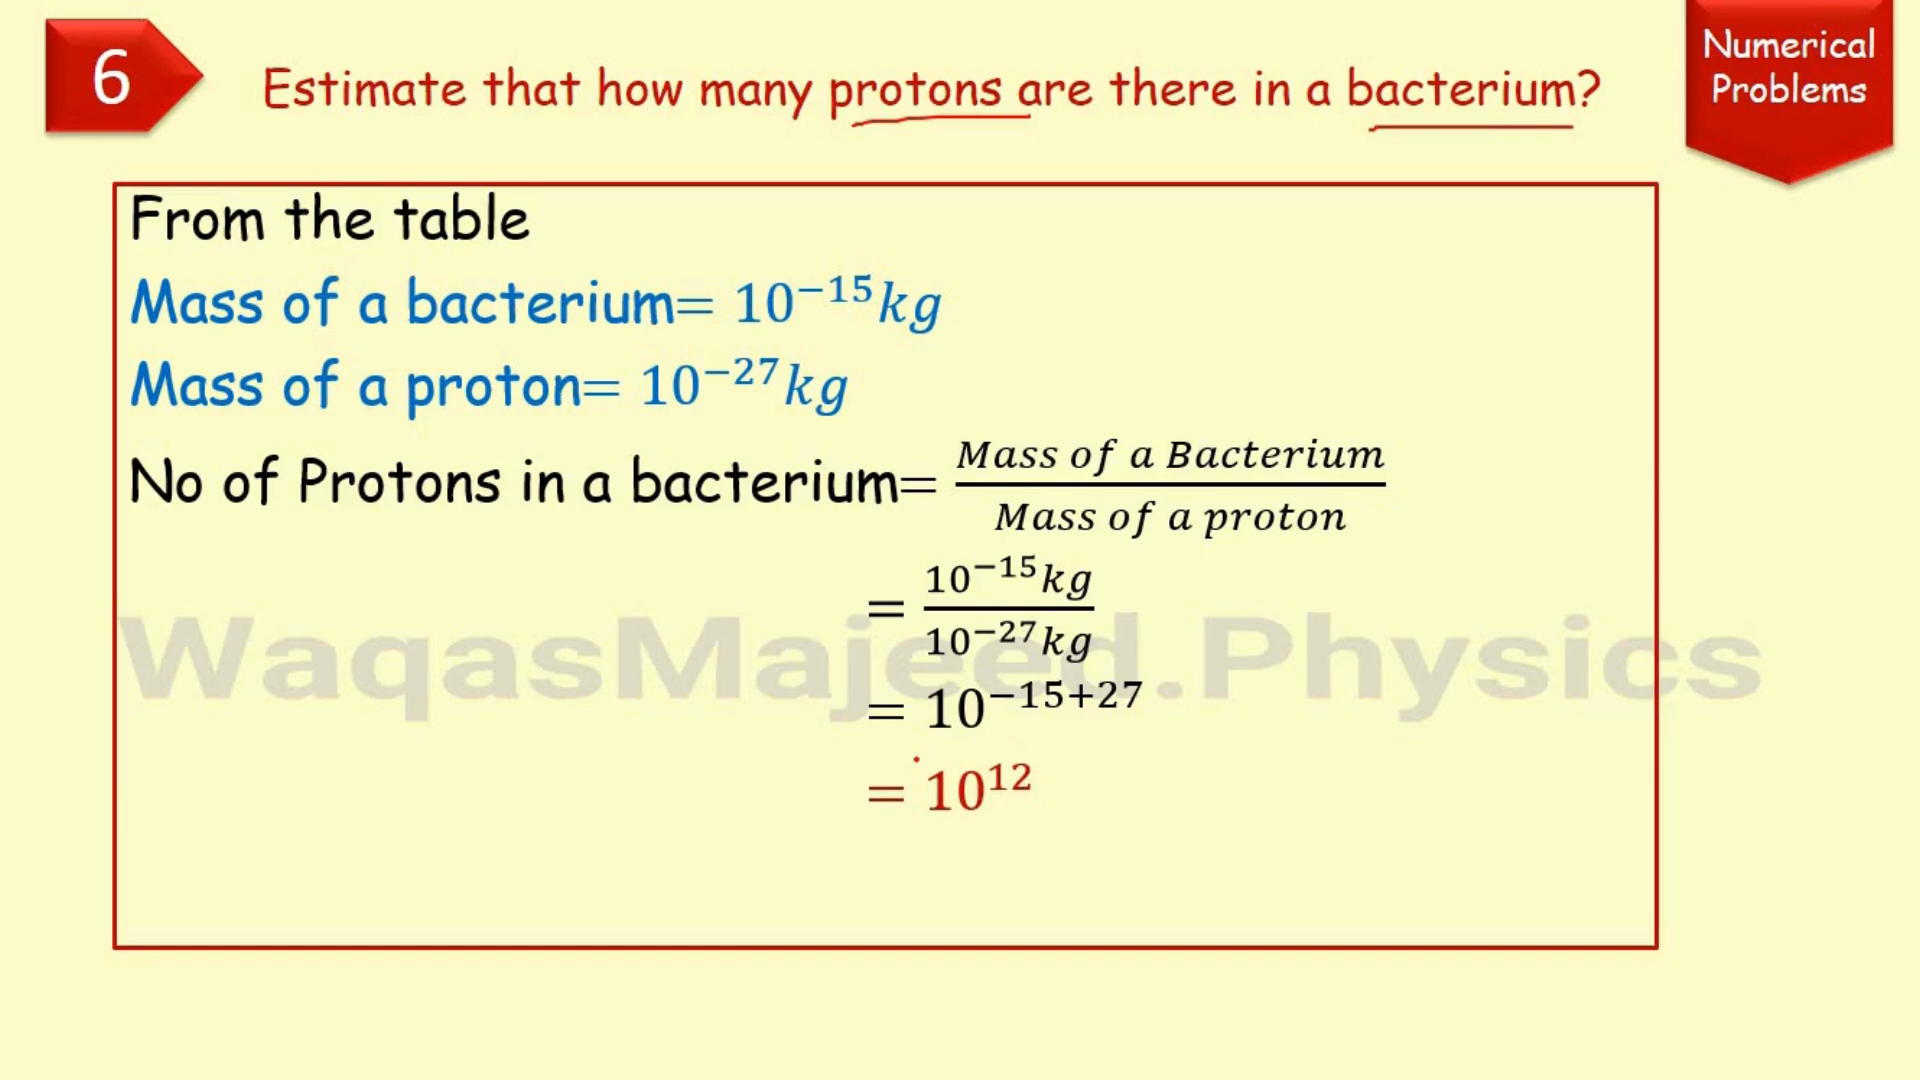 6
Estimate that how many protons are there in a bacterium?
Numerical
Problems
From the table
Mass of a bacterium= 10⁻¹⁵kg
Mass of a proton= 10⁻²⁷kg
No of Protons in a bacterium= Mass of a Bacterium / Mass of a proton
= 10⁻¹⁵kg / 10⁻²⁷kg
= 10⁻¹⁵⁺²⁷
= 10¹²
WaqasMajeed.Physics